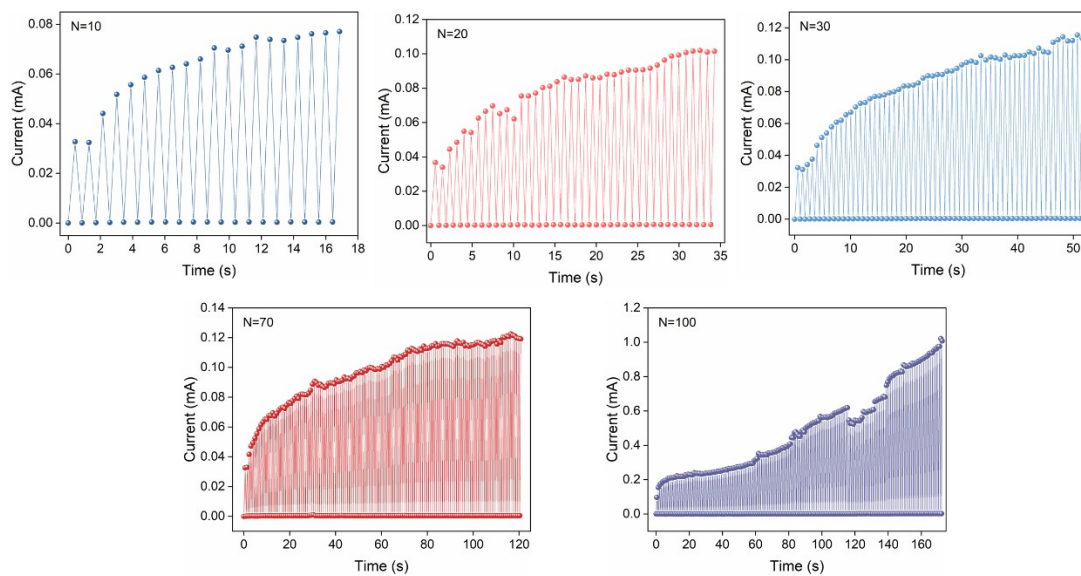 N=10
Current (mA)
0.08
0.06
0.04
0.02
0.00
0 2 4 6 8 10 12 14 16 18
Time (s)
N=20
Current (mA)
0.12
0.10
0.08
0.06
0.04
0.02
0.00
0 5 10 15 20 25 30 35
Time (s)
N=30
Current (mA)
0.12
0.10
0.08
0.06
0.04
0.02
0.00
0 10 20 30 40 50
Time (s)
N=70
Current (mA)
0.14
0.12
0.10
0.08
0.06
0.04
0.02
0.00
0 20 40 60 80 100 120
Time (s)
N=100
Current (mA)
1.2
1.0
0.8
0.6
0.4
0.2
0.0
0 20 40 60 80 100 120 140 160
Time (s)